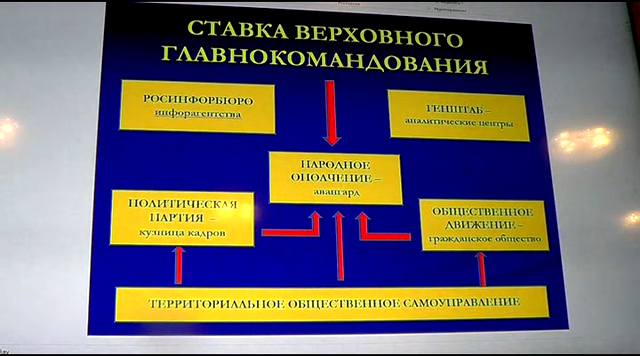 СТАВКА ВЕРХОВНОГО
ГЛАВНОКОМАНДОВАНИЯ
РОСИНФОРБЮРО
инфорагентства
ГЕНШТАБ –
аналитические центры
НАРОДНОЕ
ОПОЛЧЕНИЕ –
авангард
ПОЛИТИЧЕСКАЯ
ПАРТИЯ –
кузница кадров
ОБЩЕСТВЕННОЕ
ДВИЖЕНИЕ –
гражданское общество
ТЕРРИТОРИАЛЬНОЕ ОБЩЕСТВЕННОЕ САМОУПРАВЛЕНИЕ